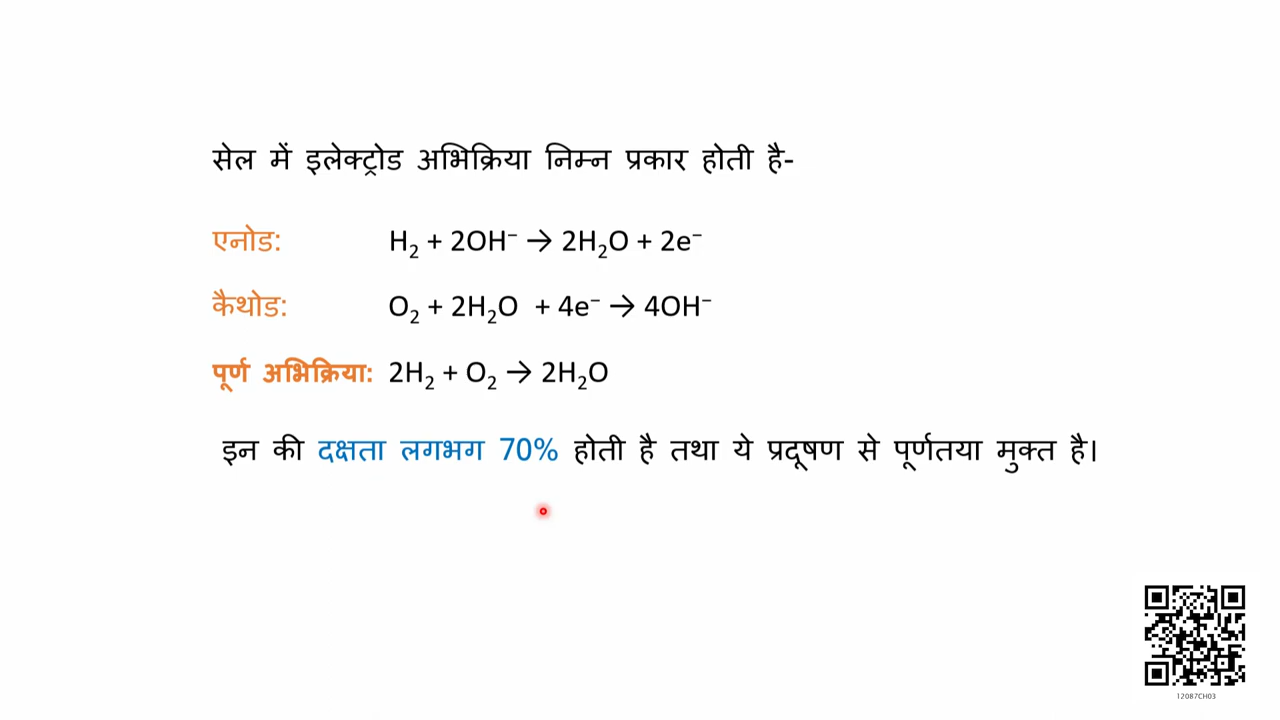 सेल में इलेक्ट्रोड अभिक्रिया निम्न प्रकार होती है-
एनोड: H₂ + 2OH⁻ → 2H₂O + 2e⁻
कैथोड: O₂ + 2H₂O + 4e⁻ → 4OH⁻
पूर्ण अभिक्रिया: 2H₂ + O₂ → 2H₂O
इन की दक्षता लगभग 70% होती है तथा ये प्रदूषण से पूर्णतया मुक्त है।
12087CH03